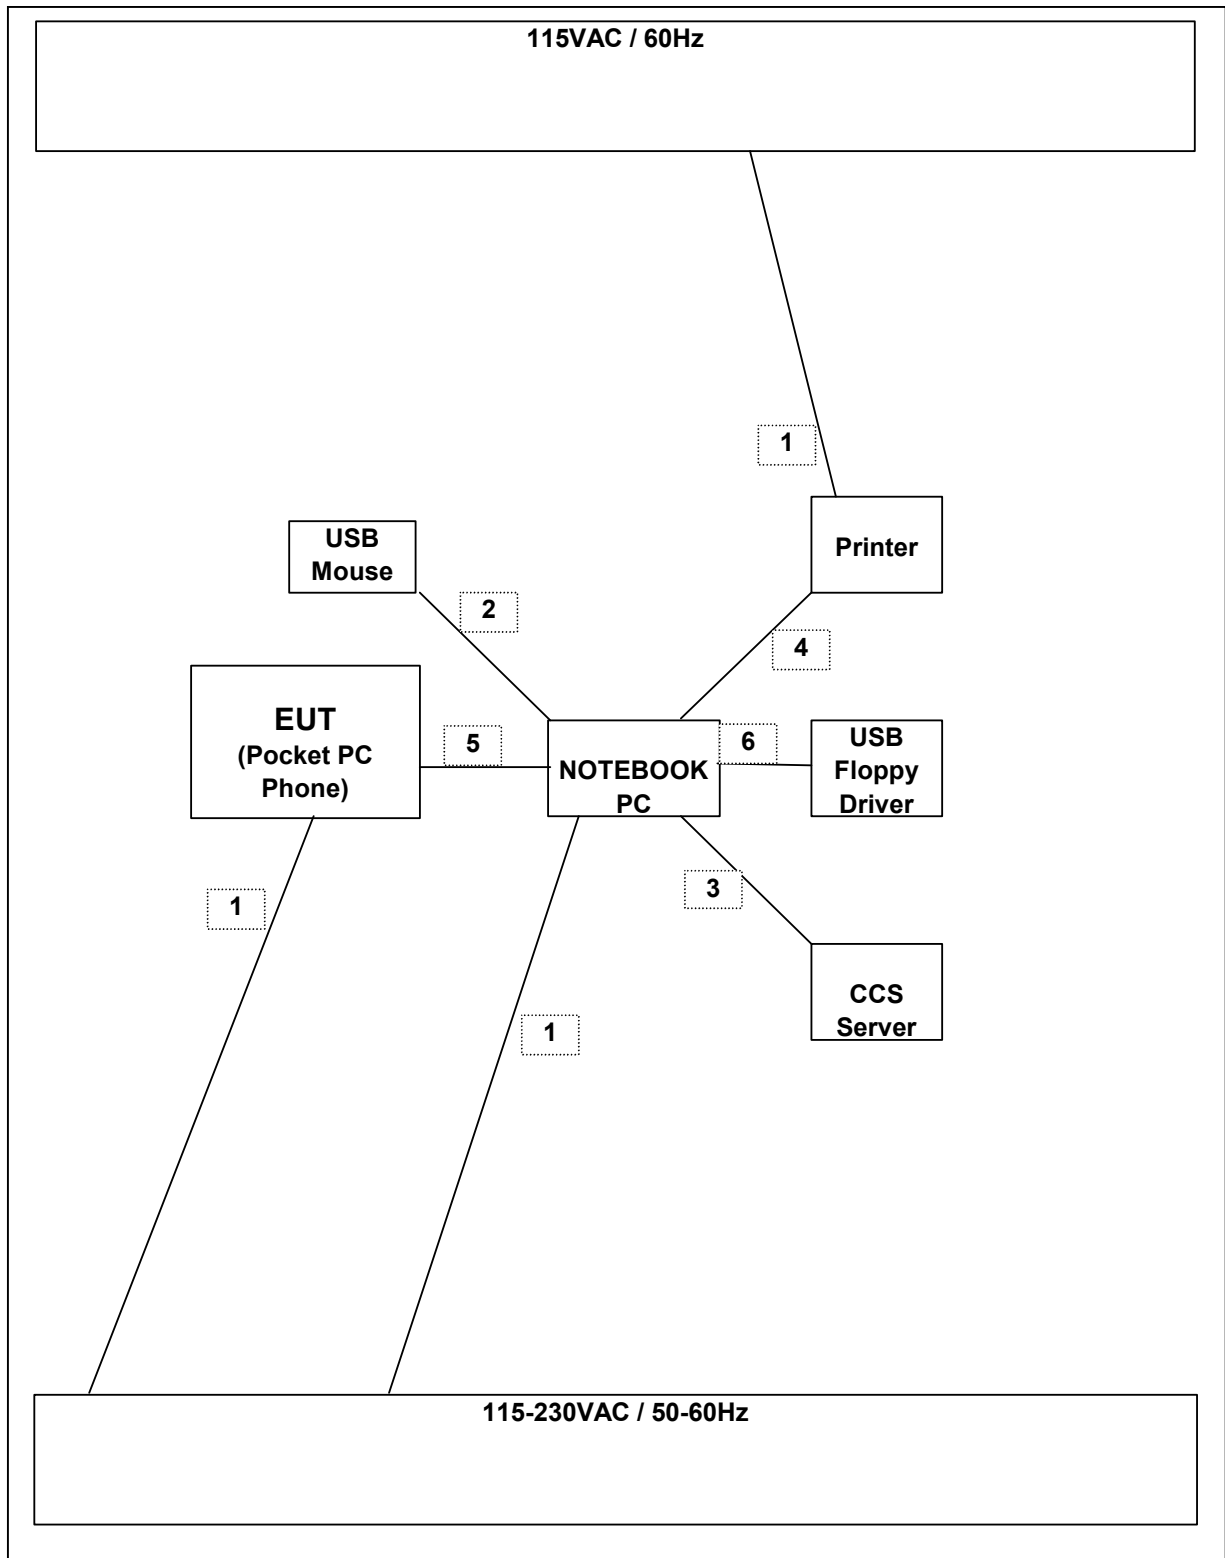 115VAC / 60Hz
1
Printer
USB
Mouse
2
4
EUT
(Pocket PC
Phone)
5
NOTEBOOK
PC
6
USB
Floppy
Driver
3
1
CCS
Server
1
115-230VAC / 50-60Hz